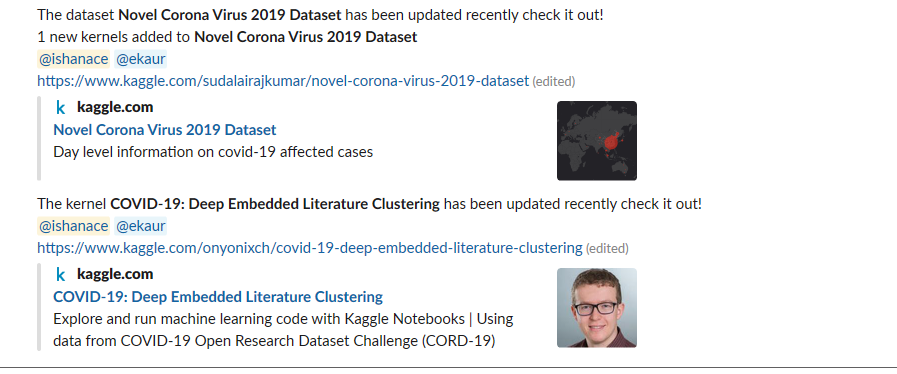 The dataset Novel Corona Virus 2019 Dataset has been updated recently check it out!
1 new kernels added to Novel Corona Virus 2019 Dataset
@ishanace @ekaur
https://www.kaggle.com/sudalairajkumar/novel-corona-virus-2019-dataset (edited)
k kaggle.com
Novel Corona Virus 2019 Dataset
Day level information on covid-19 affected cases
The kernel COVID-19: Deep Embedded Literature Clustering has been updated recently check it out!
@ishanace @ekaur
https://www.kaggle.com/onyonixch/covid-19-deep-embedded-literature-clustering (edited)
k kaggle.com
COVID-19: Deep Embedded Literature Clustering
Explore and run machine learning code with Kaggle Notebooks | Using
data from COVID-19 Open Research Dataset Challenge (CORD-19)